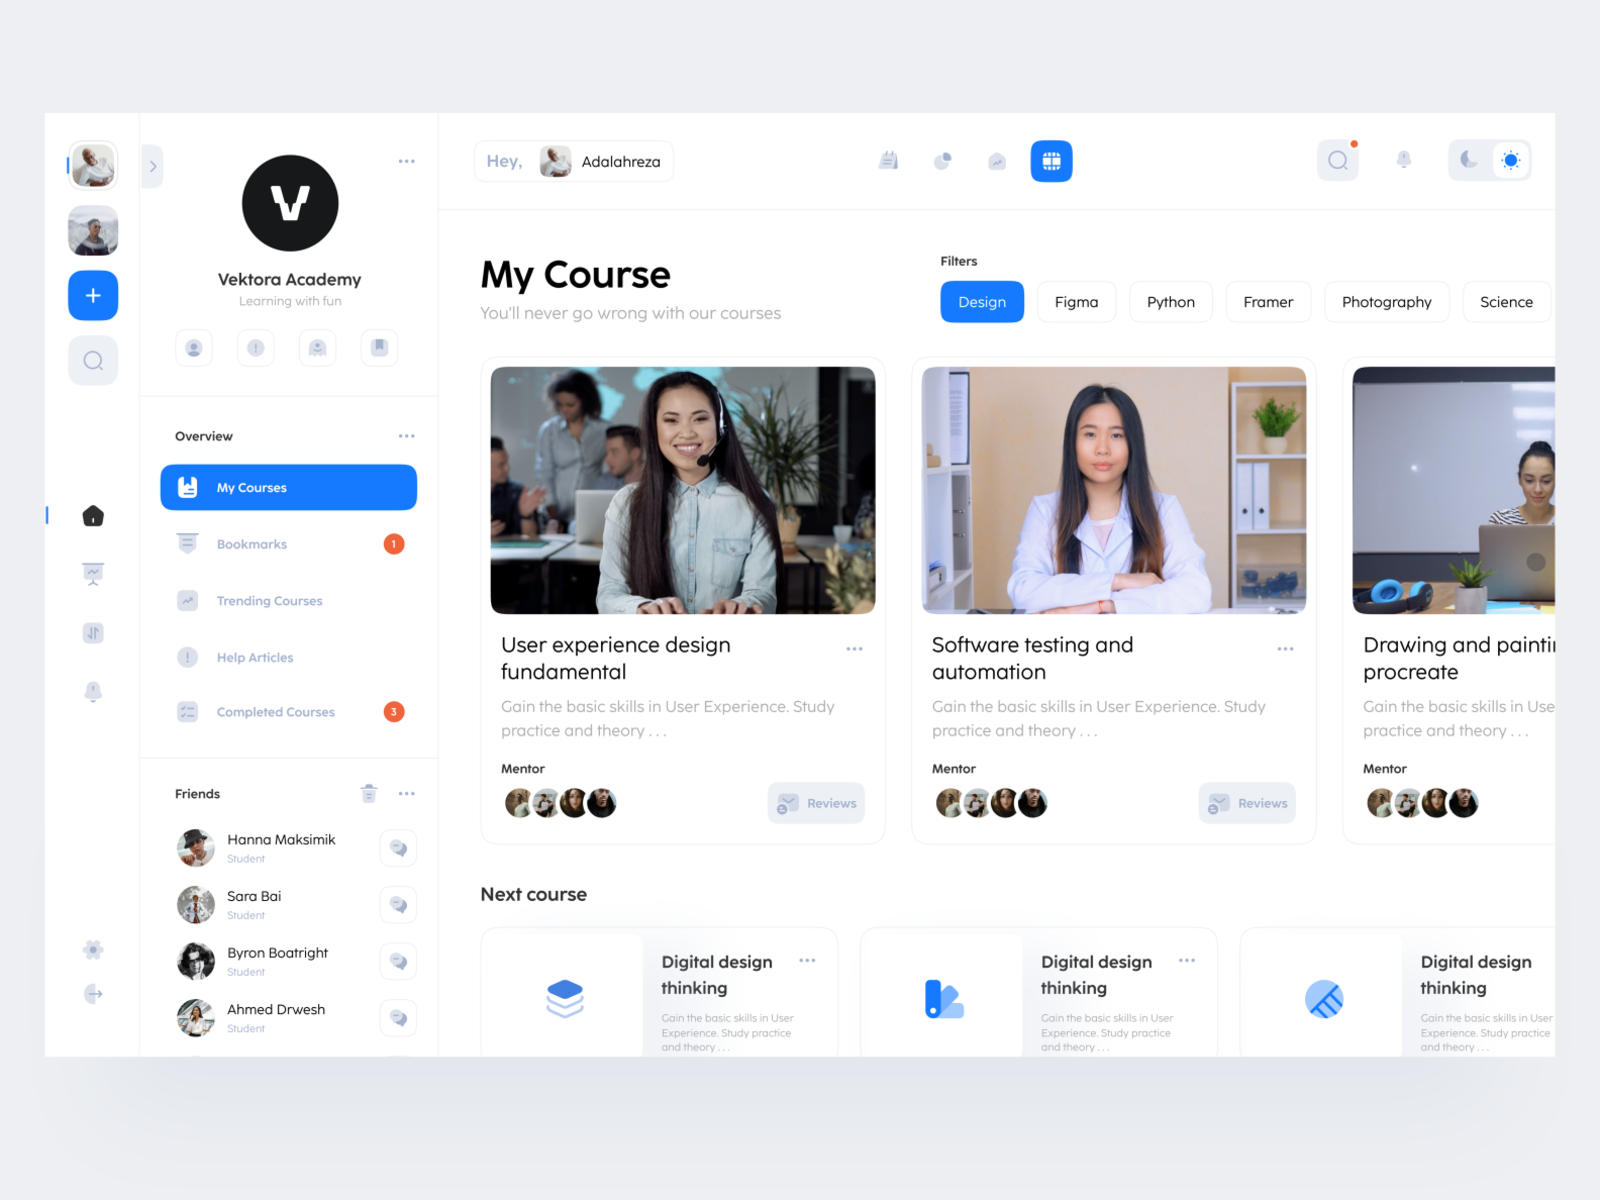 V
Vektora Academy
Learning with fun
Overview
My Courses
Bookmarks
1
Trending Courses
Help Articles
Completed Courses
3
Friends
Hanna Maksimik
Student
Sara Bai
Student
Byron Boatright
Student
Ahmed Drwesh
Student
Hey,
Adalahreza
My Course
You'll never go wrong with our courses
Filters
Design
Figma
Python
Framer
Photography
Science
User experience design
fundamental
Gain the basic skills in User Experience. Study
practice and theory . . .
Mentor
Reviews
Software testing and
automation
Gain the basic skills in User Experience. Study
practice and theory . . .
Mentor
Reviews
Drawing and paintin
procreate
Gain the basic skills in Use
practice and theory . . .
Mentor
Next course
Digital design
thinking
Gain the basic skills in User
Experience. Study practice
and theory . . .
Digital design
thinking
Gain the basic skills in User
Experience. Study practice
and theory . . .
Digital design
thinking
Gain the basic skills in User
Experience. Study practice
and theory . . .